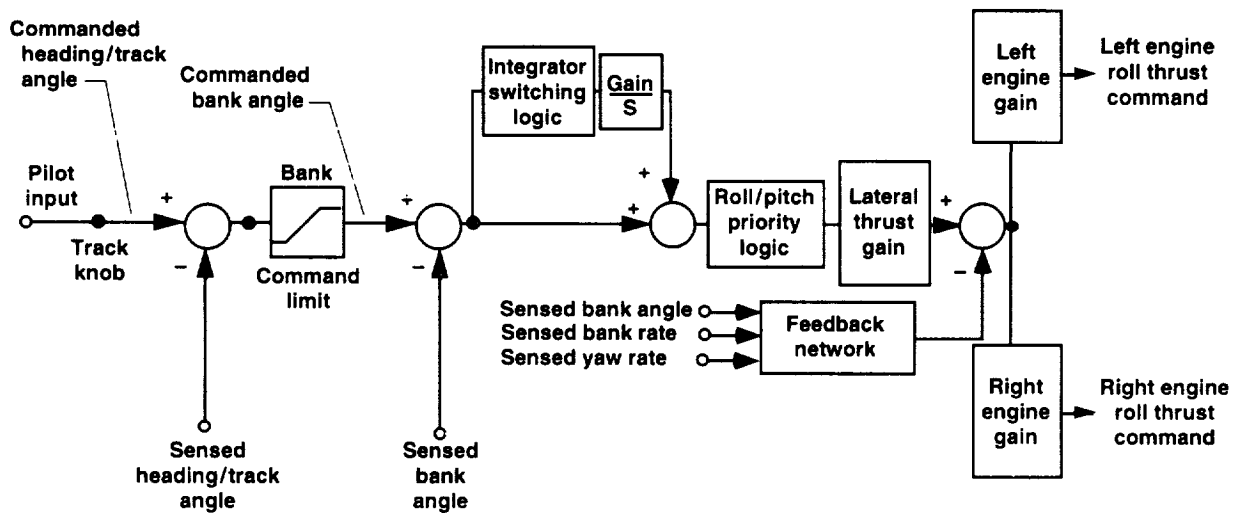 Commanded
heading/track
angle
Pilot
input
Track
knob
+
−
Sensed
heading/track
angle
Bank
Command
limit
Commanded
bank angle
+
−
Sensed
bank
angle
Integrator
switching
logic
Gain
S
+
+
Roll/pitch
priority
logic
Lateral
thrust
gain
+
−
Sensed bank angle
Sensed bank rate
Sensed yaw rate
Feedback
network
Left
engine
gain
Left engine
roll thrust
command
Right
engine
gain
Right engine
roll thrust
command